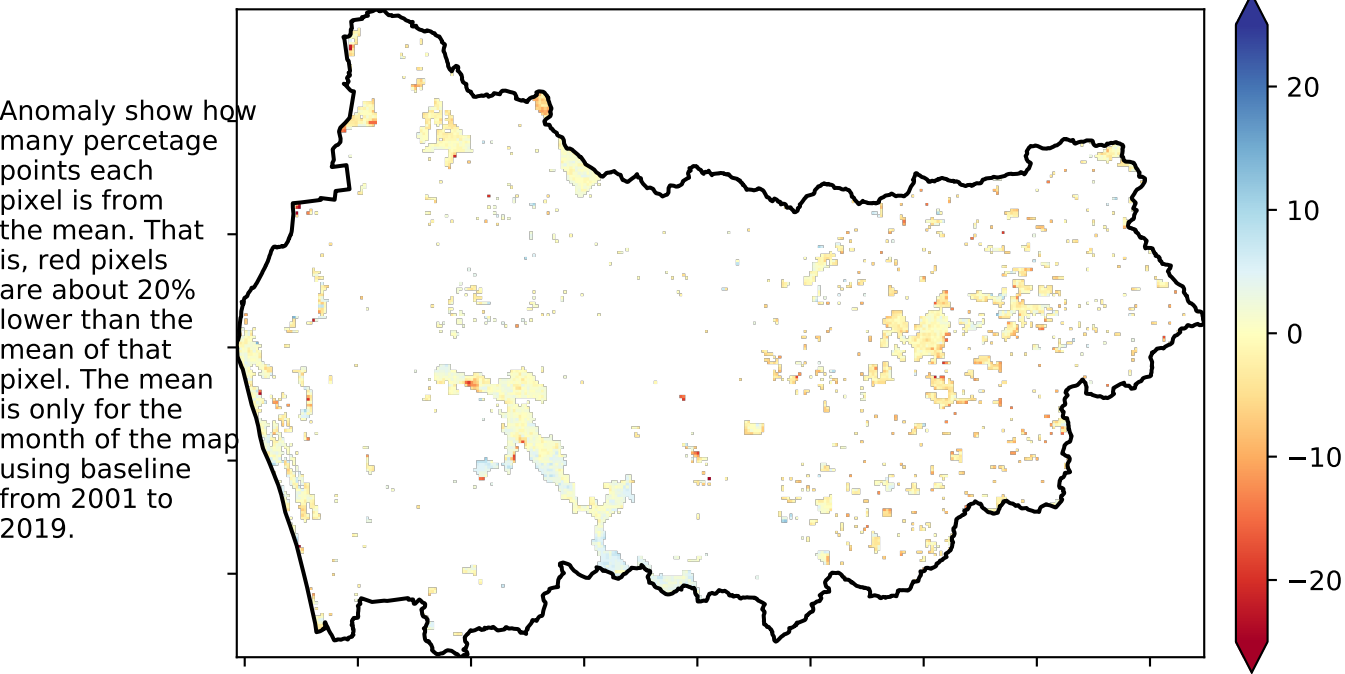 Anomaly show how
many percetage
points each
pixel is from
the mean. That
is, red pixels
are about 20%
lower than the
mean of that
pixel. The mean
is only for the
month of the map
using baseline
from 2001 to
2019.
20
10
0
−10
−20